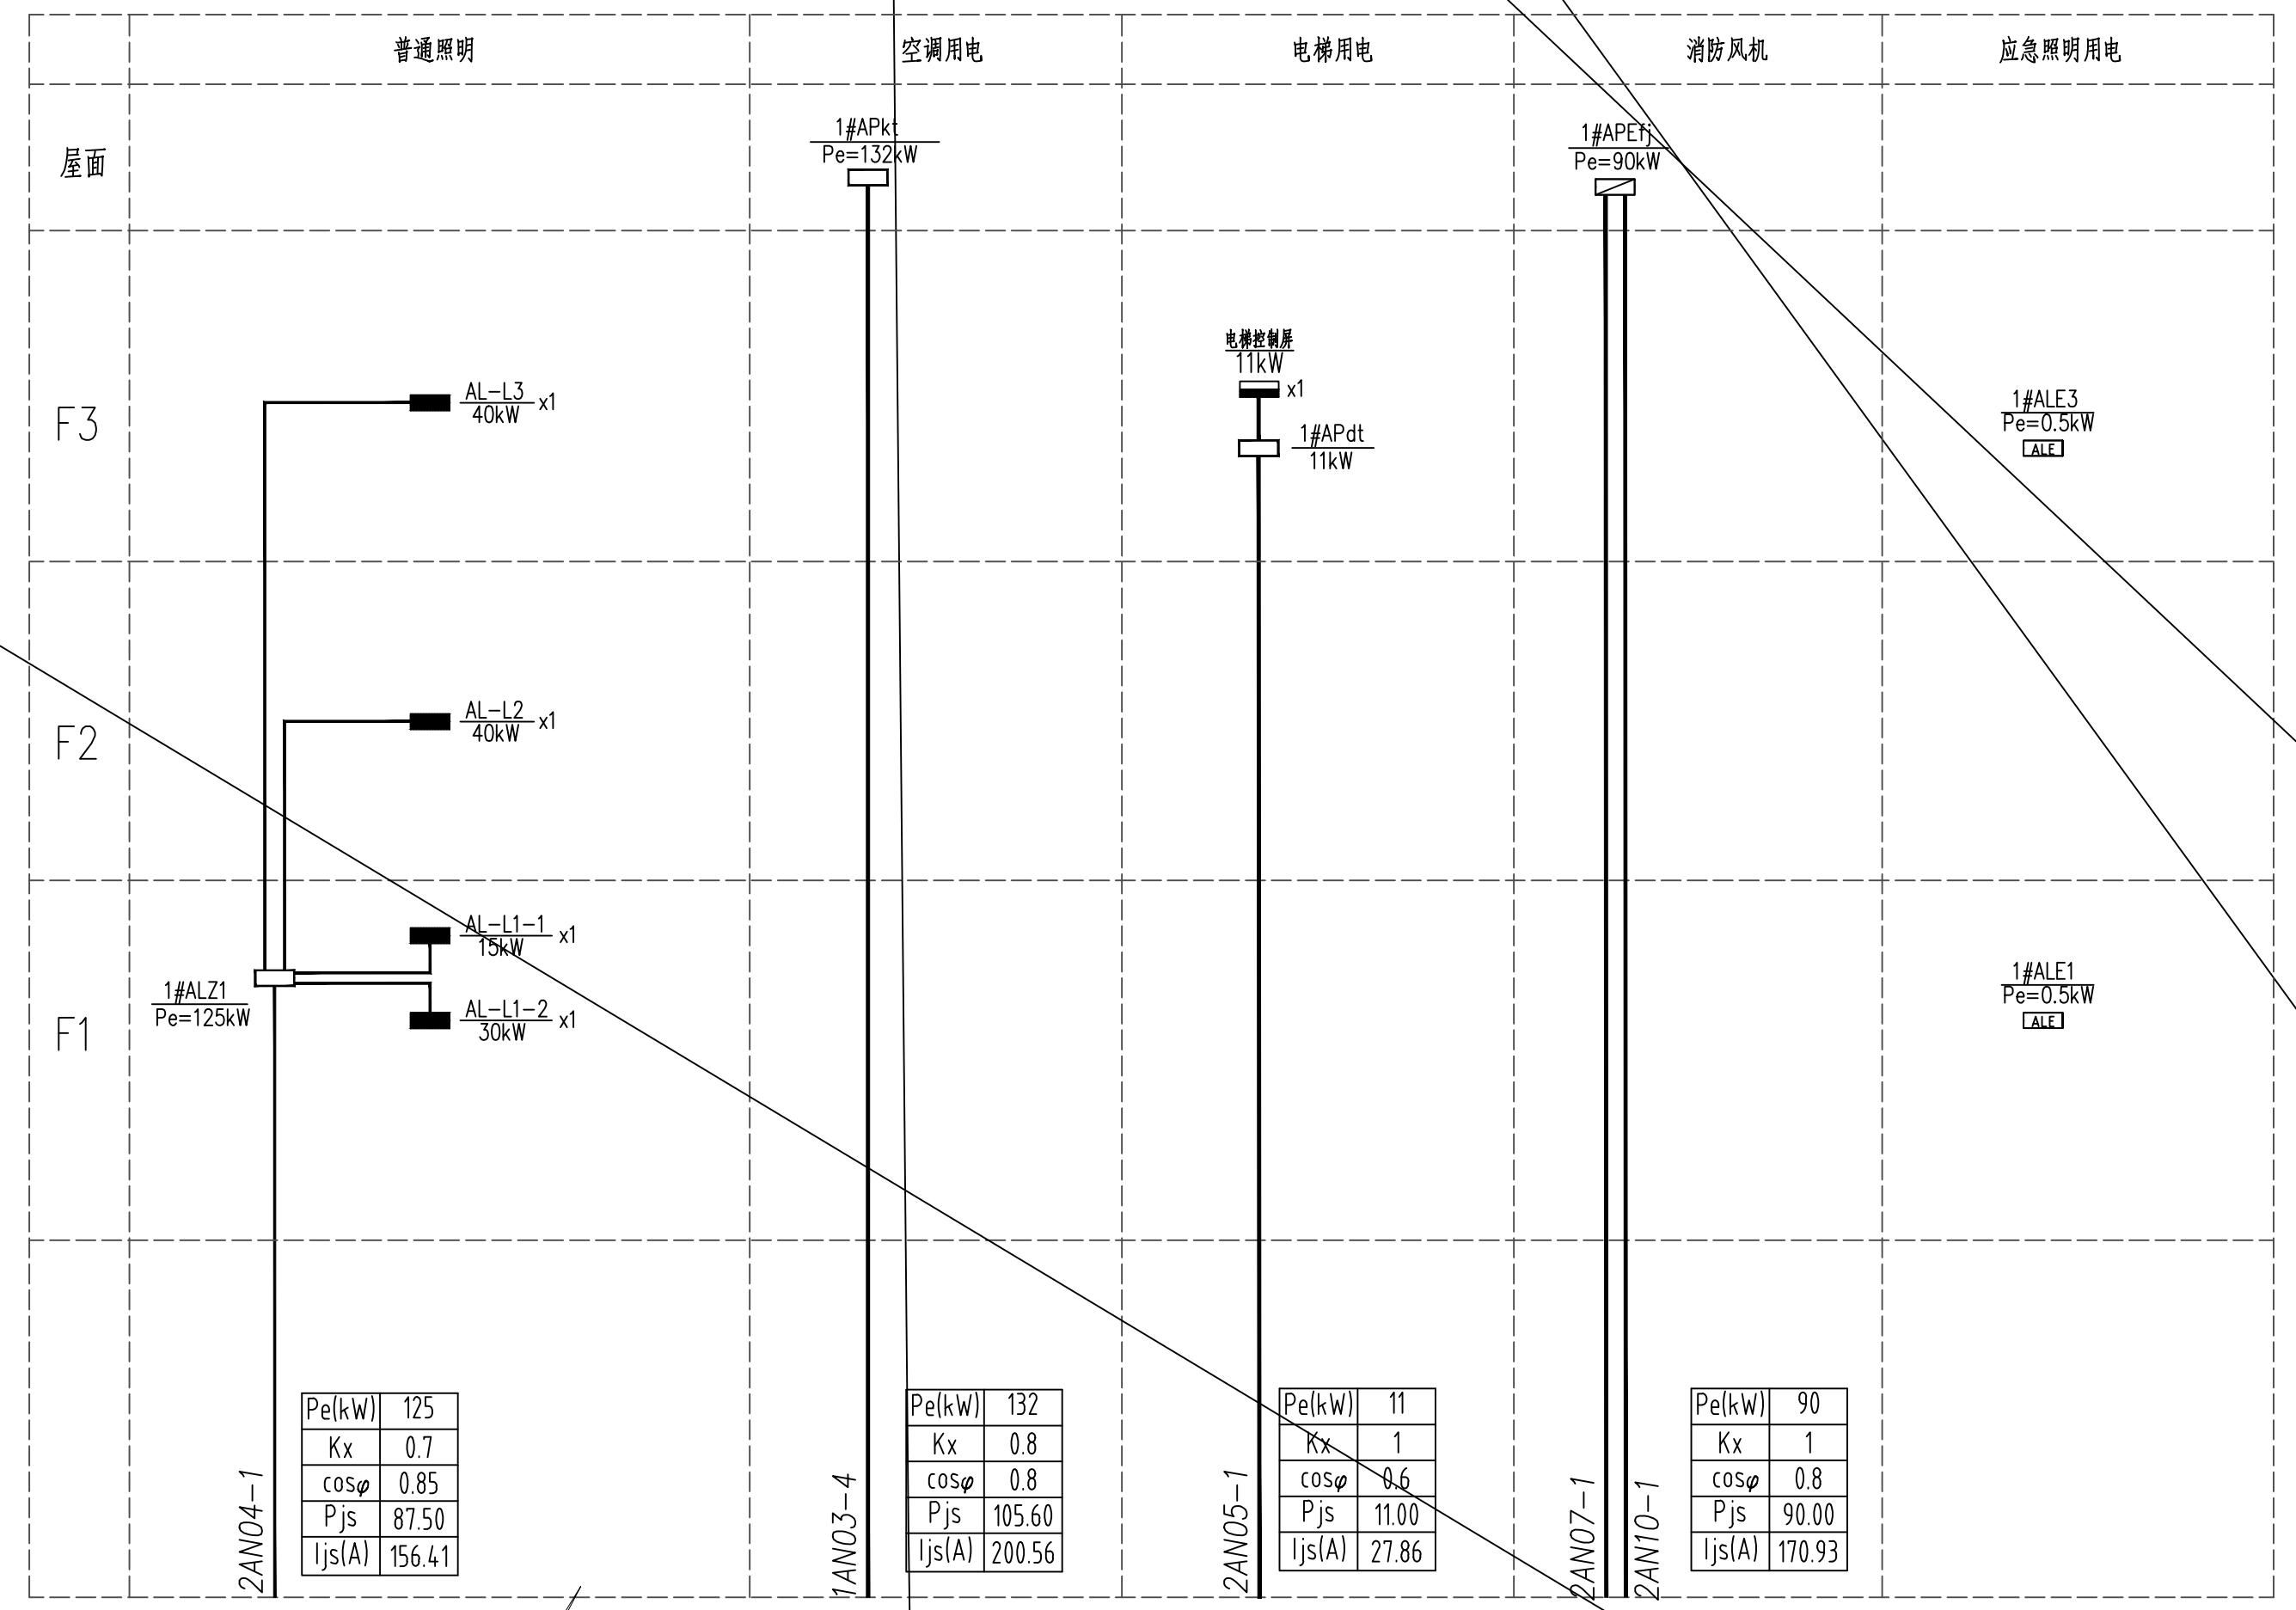 普通照明
空调用电
电梯用电
消防风机
应急照明用电
屋面
1#APkt
Pe=132kW
1#APEfj
Pe=90kW
F3
AL-L3
40kW
x1
电梯控制屏
11kW
x1
1#APdt
11kW
1#ALE3
Pe=0.5kW
ALE
F2
AL-L2
40kW
x1
F1
AL-L1-1
15kW
x1
1#ALZ1
Pe=125kW
AL-L1-2
30kW
x1
1#ALE1
Pe=0.5kW
ALE
2AN04-1
Pe(kW) 125
Kx 0.7
cosφ 0.85
Pjs 87.50
Ijs(A) 156.41
1AN03-4
Pe(kW) 132
Kx 0.8
cosφ 0.8
Pjs 105.60
Ijs(A) 200.56
2AN05-1
Pe(kW) 11
Kx 1
cosφ 0.6
Pjs 11.00
Ijs(A) 27.86
2AN07-1
2AN10-1
Pe(kW) 90
Kx 1
cosφ 0.8
Pjs 90.00
Ijs(A) 170.93